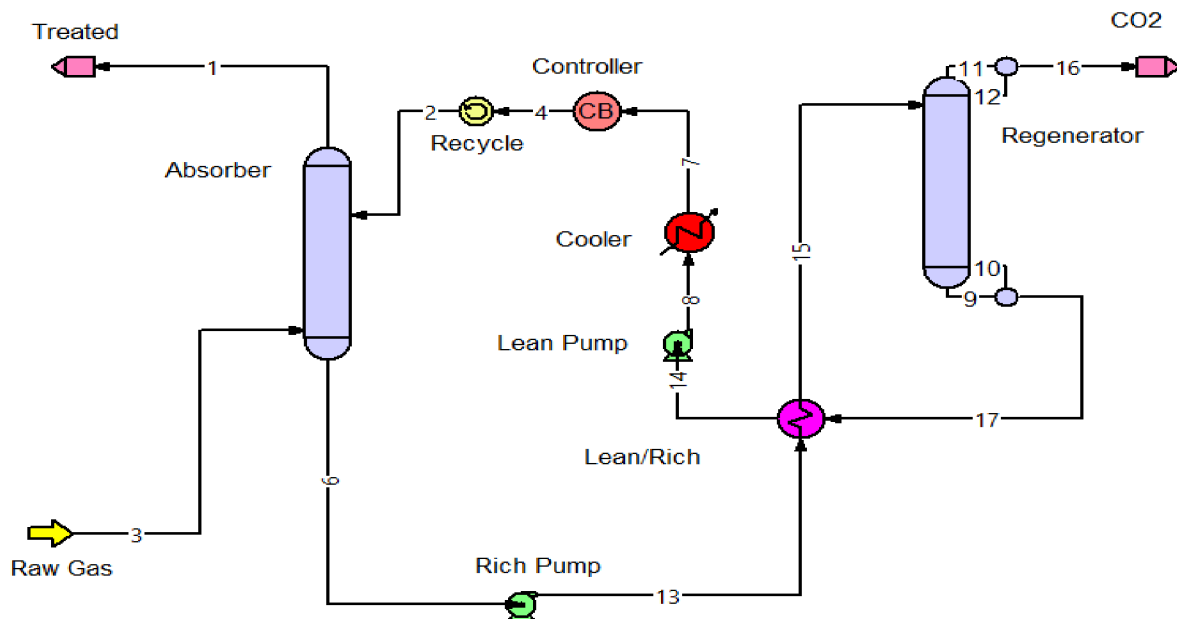 CO2
Treated
1
11
16
12
Controller
2
4
CB
Recycle
Regenerator
Absorber
7
Cooler
15
10
9
8
Lean Pump
14
17
Lean/Rich
6
3
Raw Gas
Rich Pump
13